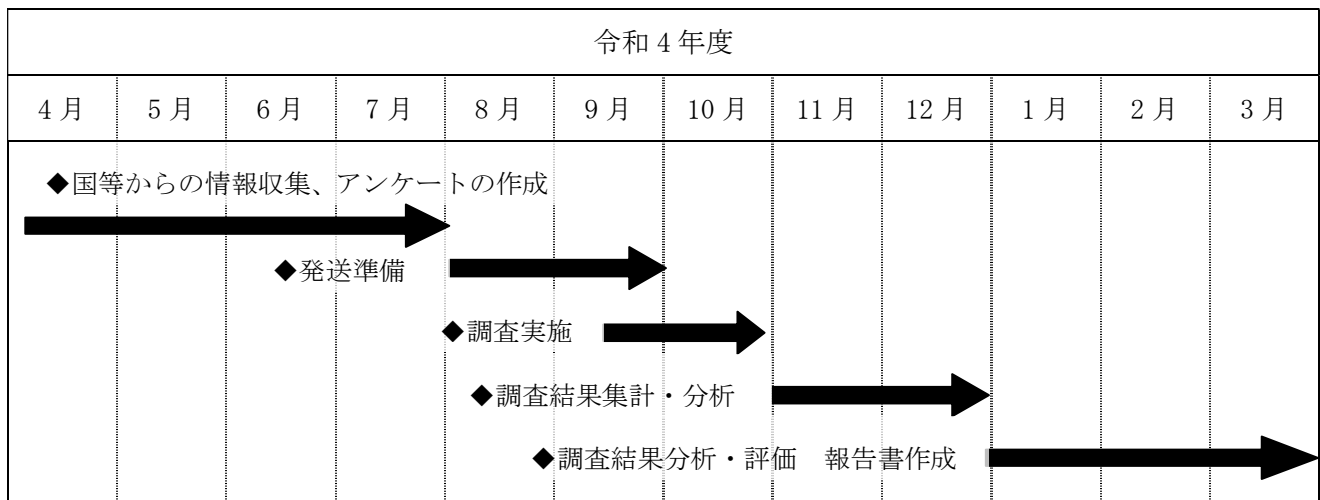 令和4年度
4月 5月 6月 7月 8月 9月 10月 11月 12月 1月 2月 3月
◆国等からの情報収集、アンケートの作成
◆発送準備
◆調査実施
◆調査結果集計・分析
◆調査結果分析・評価　報告書作成